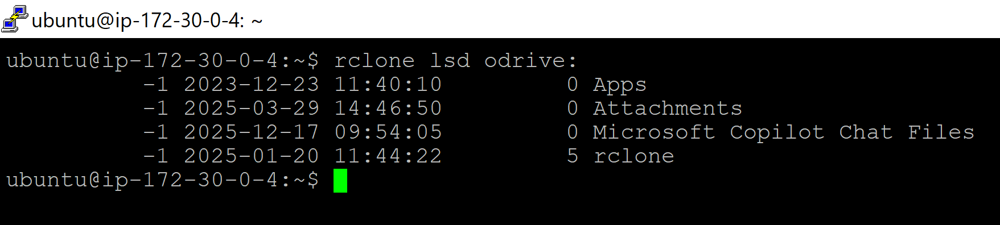 ubuntu@ip-172-30-0-4: ~
ubuntu@ip-172-30-0-4:~$ rclone lsd odrive:
          -1 2023-12-23 11:40:10         0 Apps
          -1 2025-03-29 14:46:50         0 Attachments
          -1 2025-12-17 09:54:05         0 Microsoft Copilot Chat Files
          -1 2025-01-20 11:44:22         5 rclone
ubuntu@ip-172-30-0-4:~$